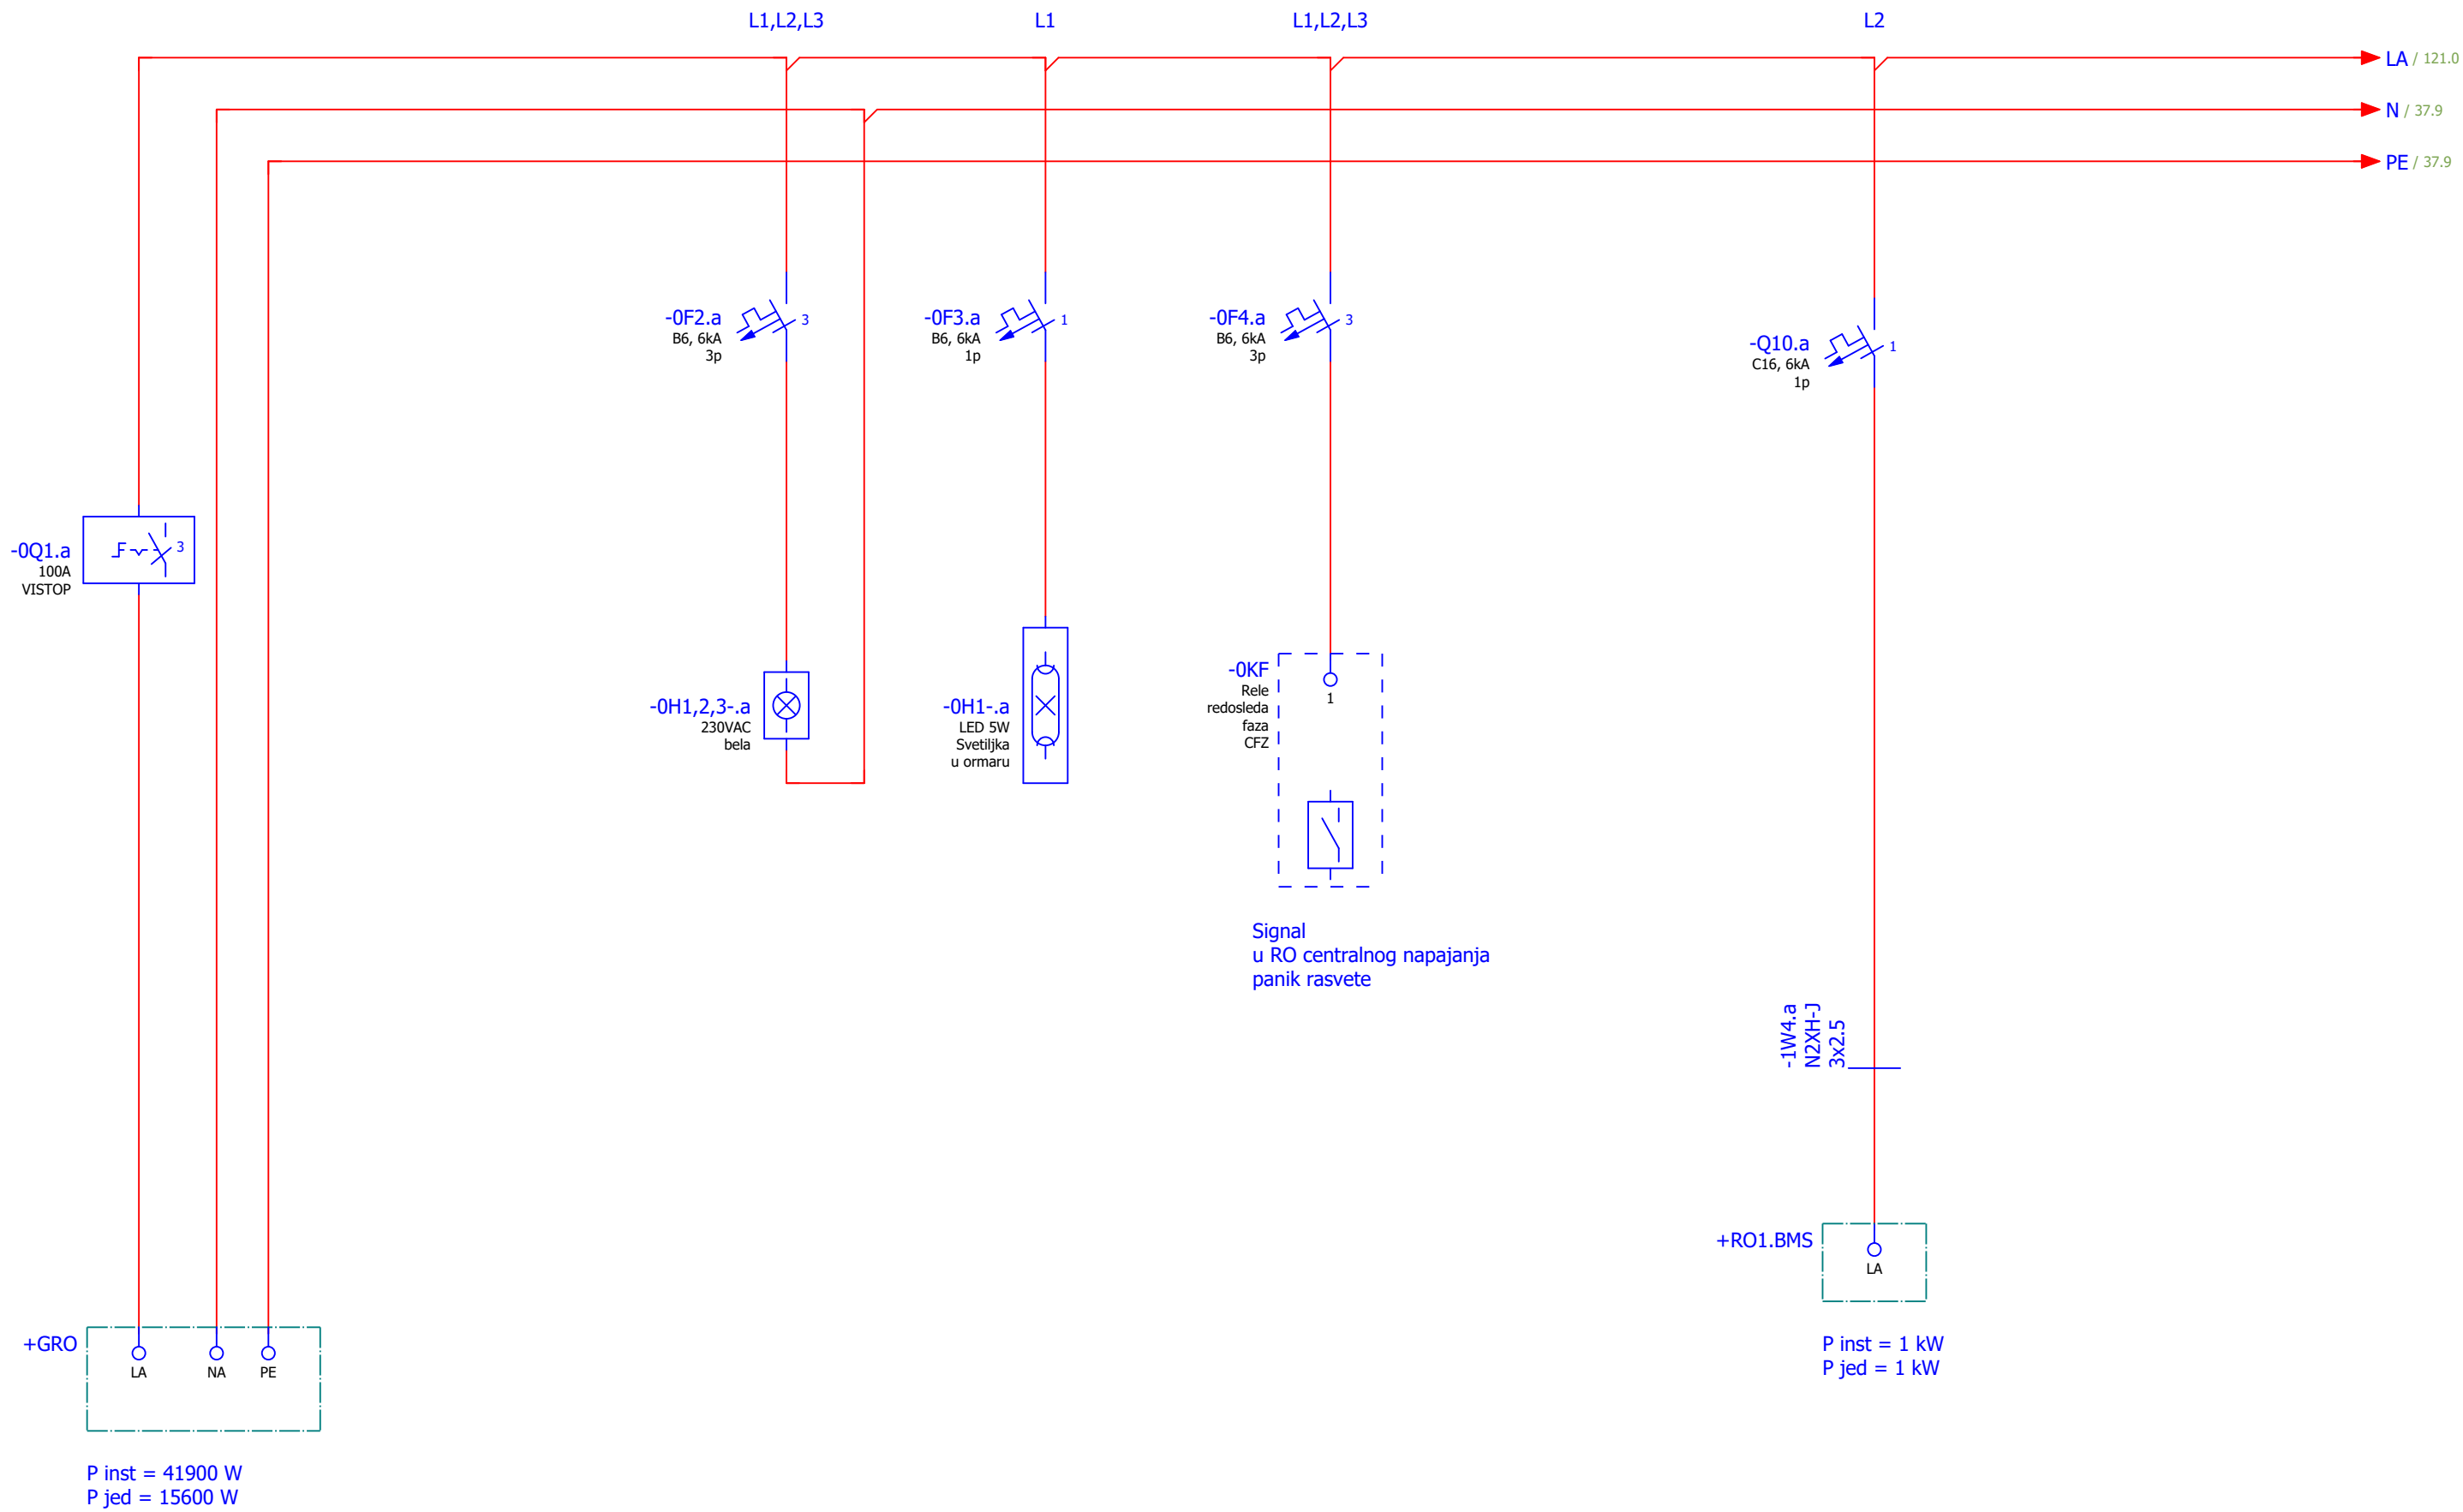 L1,L2,L3
L1
L1,L2,L3
L2
LA / 121.0
N / 37.9
PE / 37.9
-0F2.a
B6, 6kA
3p
3
-0F3.a
B6, 6kA
1p
1
-0F4.a
B6, 6kA
3p
3
-Q10.a
C16, 6kA
1p
1
-0Q1.a
100A
VISTOP
3
-0H1,2,3-.a
230VAC
bela
-0H1-.a
LED 5W
Svetiljka
u ormaru
-0KF
Rele
redosleda
faza
CFZ
1
Signal
u RO centralnog napajanja
panik rasvete
-1W4.a
N2XH-J
3x2.5
+RO1.BMS
LA
P inst = 1 kW
P jed = 1 kW
+GRO
LA
NA
PE
P inst = 41900 W
P jed = 15600 W